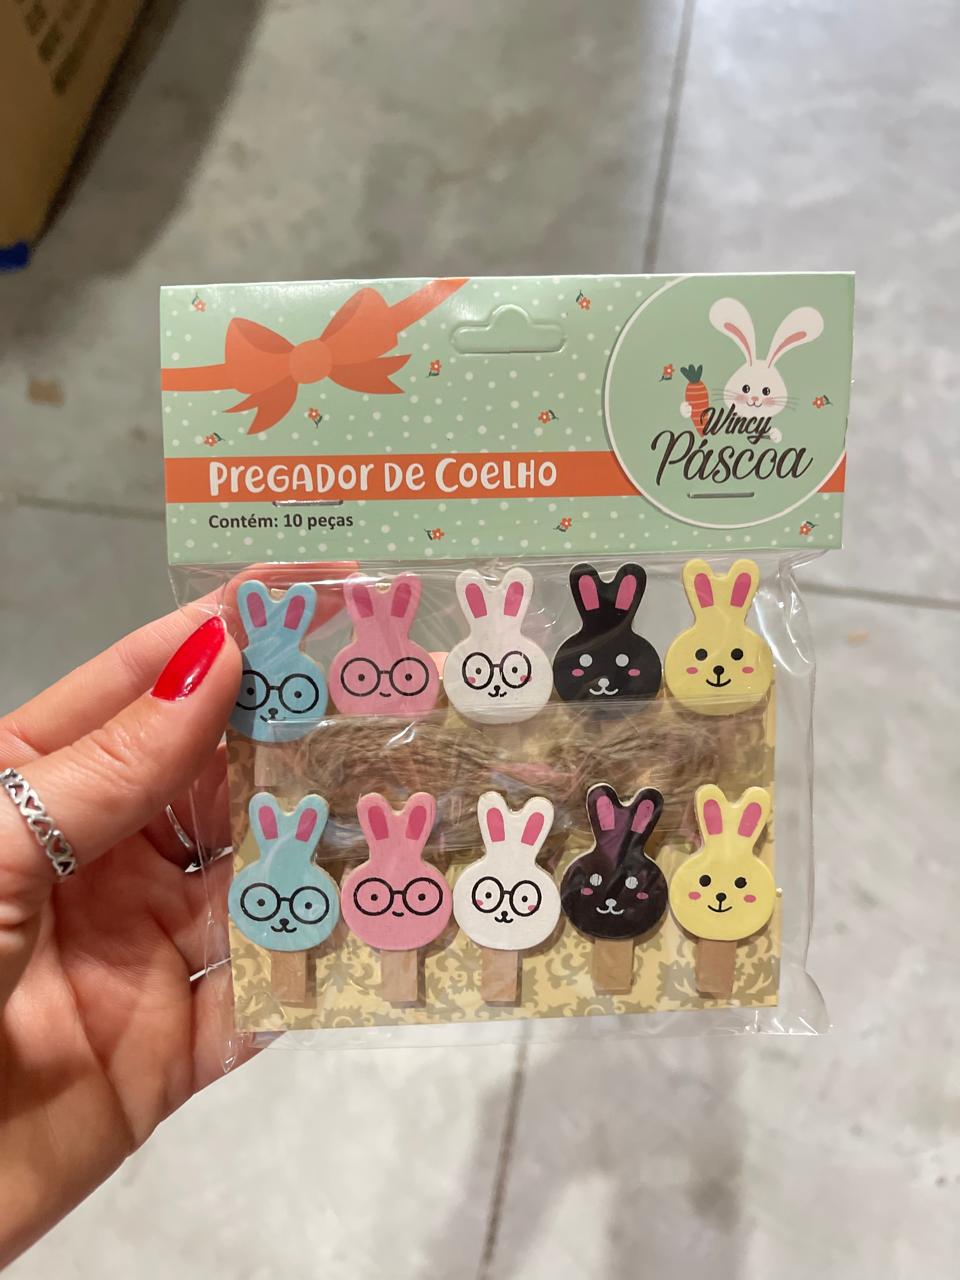 Wincy
Páscoa
PREGADOR DE COELHO
Contém: 10 peças